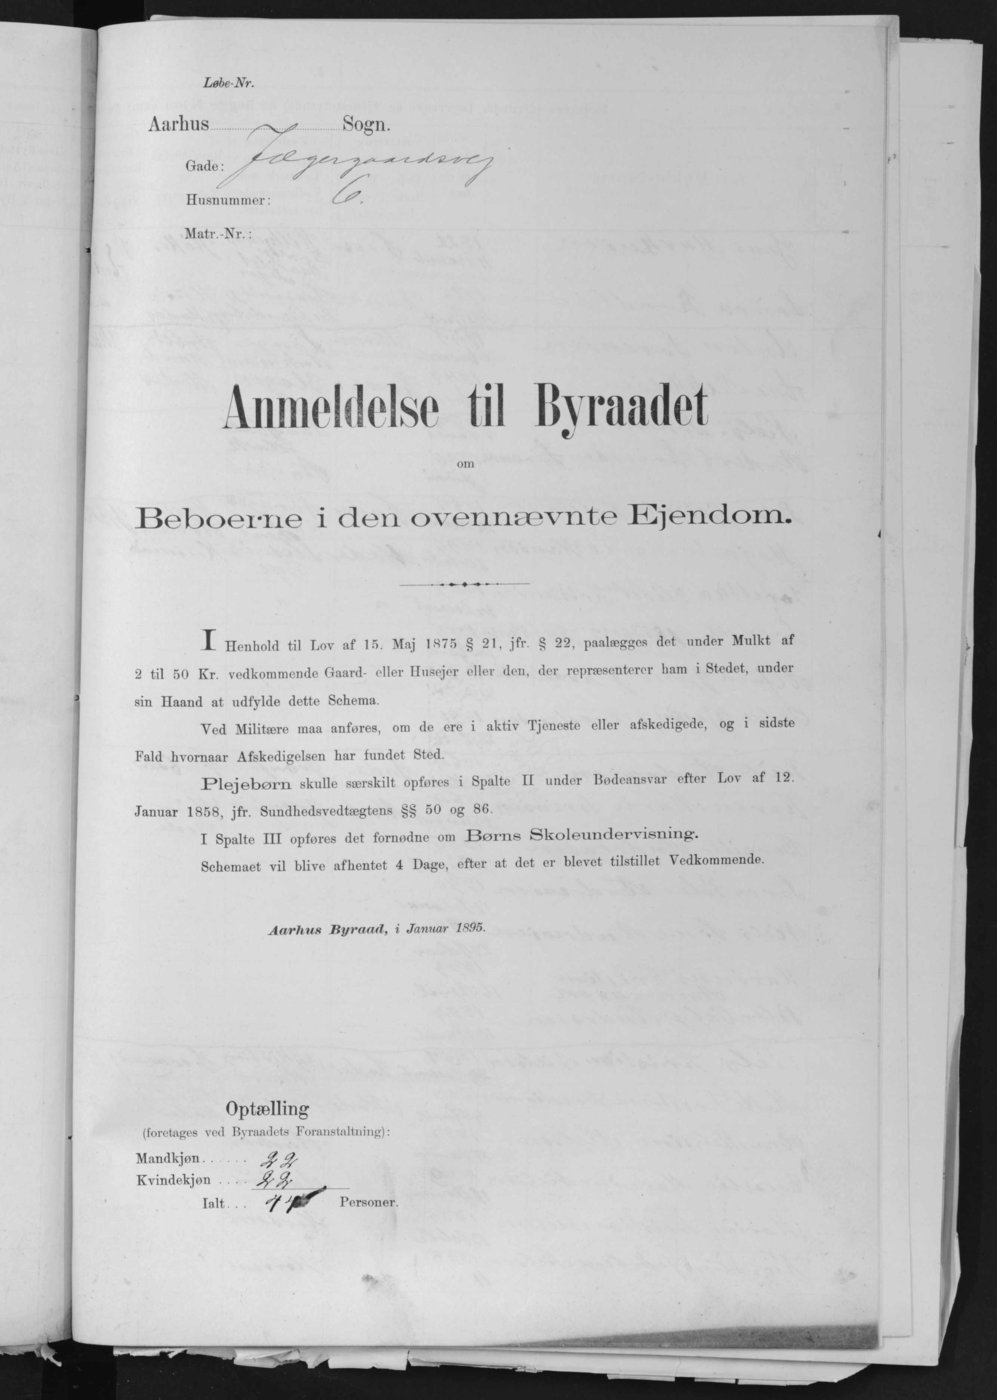 Løbe-Nr.
Aarhus Sogn.
Gade: Jægergaardsvej
Husnummer: 6.
Matr.-Nr.:
Anmeldelse til Byraadet
om
Beboerne i den ovennævnte Ejendom.
I Henhold til Lov af 15. Maj 1875 § 21, jfr. § 22, paalægges det under Mulkt af
2 til 50 Kr. vedkommende Gaard- eller Husejer eller den, der repræsenterer ham i Stedet, under
sin Haand at udfylde dette Schema.
Ved Militære maa anføres, om de ere i aktiv Tjeneste eller afskedigede, og i sidste
Fald hvornaar Afskedigelsen har fundet Sted.
Plejebørn skulle særskilt opføres i Spalte II under Bødeansvar efter Lov af 12.
Januar 1858, jfr. Sundhedsvedtægtens §§ 50 og 86.
I Spalte III opføres det fornødne om Børns Skoleundervisning.
Schemaet vil blive afhentet 4 Dage, efter at det er blevet tilstillet Vedkommende.
Aarhus Byraad, i Januar 1895.
Optælling
(foretages ved Byraadets Foranstaltning):
Mandkjøn...... 22
Kvindekjøn .... 22
Ialt... 44 Personer.